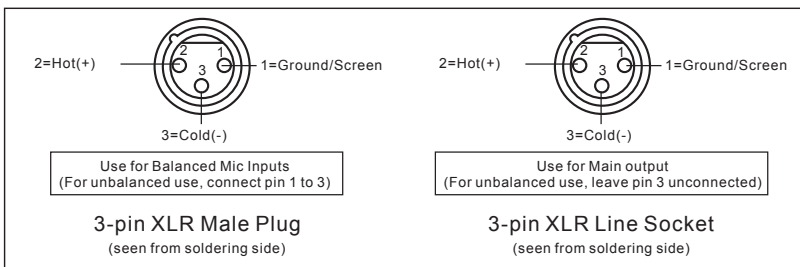 2
1
3
2=Hot(+)
1=Ground/Screen
3=Cold(-)
Use for Balanced Mic Inputs
(For unbalanced use, connect pin 1 to 3)
3-pin XLR Male Plug
(seen from soldering side)
2
1
3
2=Hot(+)
1=Ground/Screen
3=Cold(-)
Use for Main output
(For unbalanced use, leave pin 3 unconnected)
3-pin XLR Line Socket
(seen from soldering side)